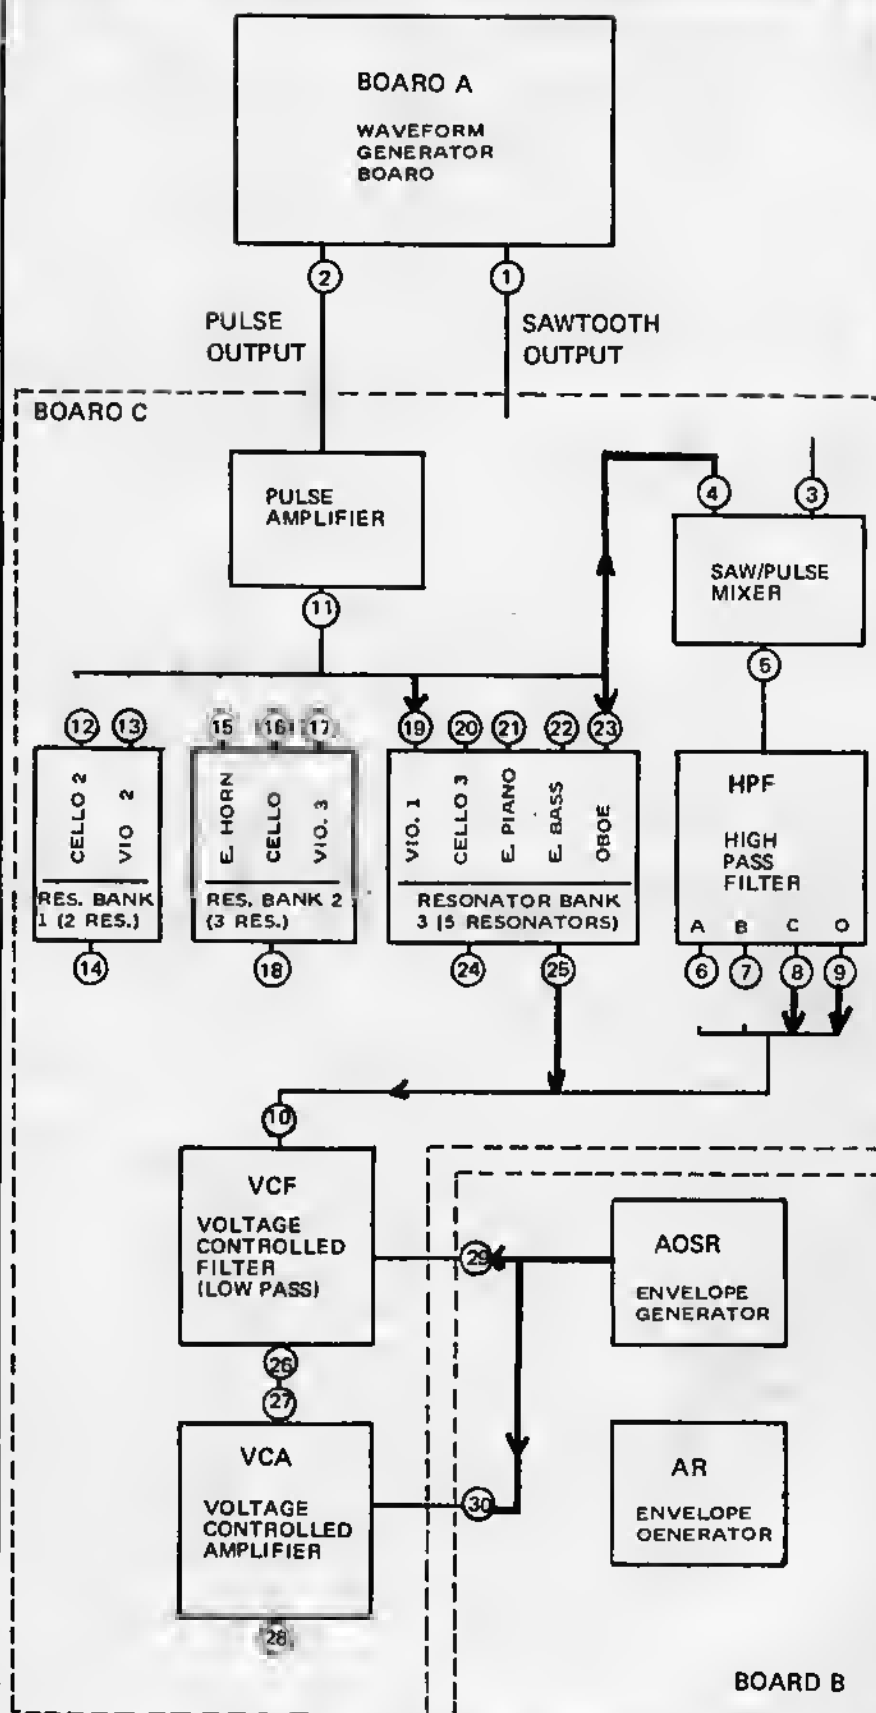 BOARO A
WAVEFORM
GENERATOR
BOARO
2
1
PULSE
OUTPUT
SAWTOOTH
OUTPUT
BOARO C
PULSE
AMPLIFIER
11
4
3
SAW/PULSE
MIXER
5
12
13
15
16
17
19
20
21
22
23
CELLO 2
VIO 2
RES. BANK
1 (2 RES.)
14
E. HORN
CELLO
VIO. 3
RES. BANK 2
(3 RES.)
18
VIO. 1
CELLO 3
E. PIANO
E. BASS
OBOE
RESONATOR BANK
3 (5 RESONATORS)
24
25
HPF
HIGH
PASS
FILTER
A B C O
6
7
8
9
10
VCF
VOLTAGE
CONTROLLED
FILTER
(LOW PASS)
29
AOSR
ENVELOPE
GENERATOR
26
27
VCA
VOLTAGE
CONTROLLED
AMPLIFIER
30
AR
ENVELOPE
OENERATOR
28
BOARD B